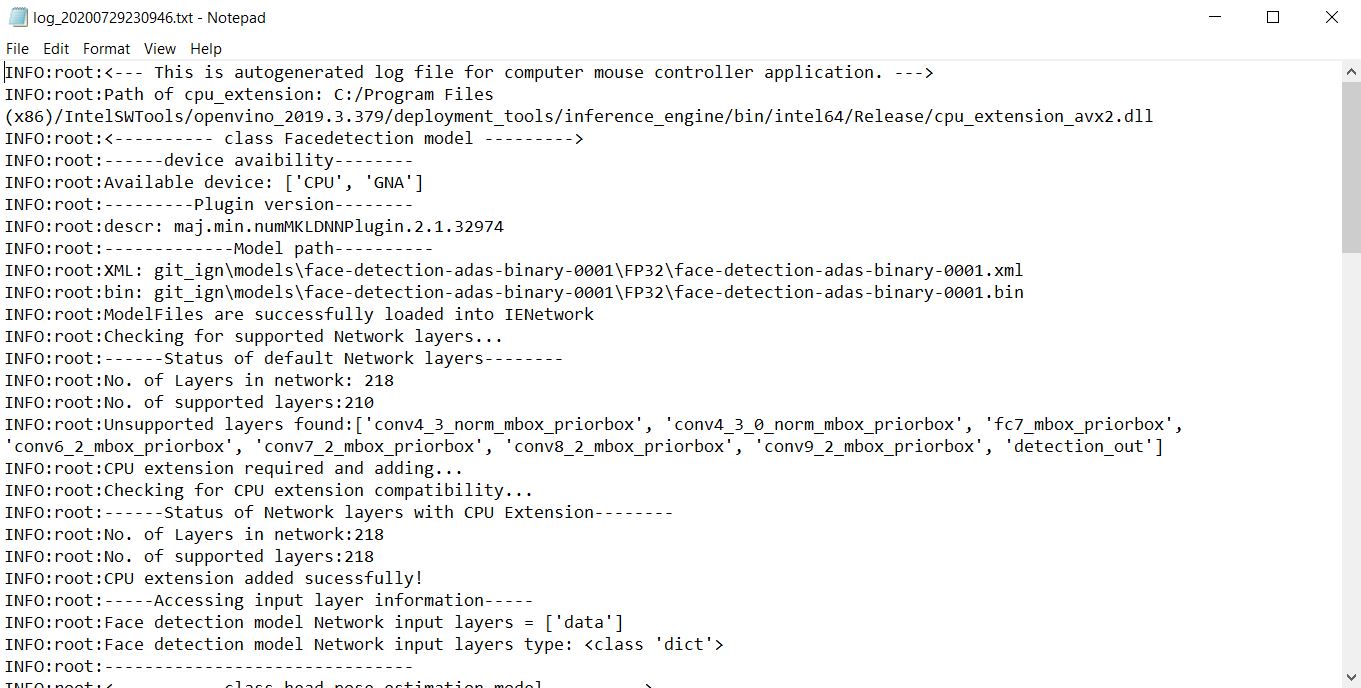 log_20200729230946.txt - Notepad
File Edit Format View Help
INFO:root:<--- This is autogenerated log file for computer mouse controller application. --->
INFO:root:Path of cpu_extension: C:/Program Files
(x86)/IntelSWTools/openvino_2019.3.379/deployment_tools/inference_engine/bin/intel64/Release/cpu_extension_avx2.dll
INFO:root:<---------- class Facedetection model --------->
INFO:root:------device avaibility--------
INFO:root:Available device: ['CPU', 'GNA']
INFO:root:---------Plugin version--------
INFO:root:descr: maj.min.numMKLDNNPlugin.2.1.32974
INFO:root:-------------Model path----------
INFO:root:XML: git_ign\models\face-detection-adas-binary-0001\FP32\face-detection-adas-binary-0001.xml
INFO:root:bin: git_ign\models\face-detection-adas-binary-0001\FP32\face-detection-adas-binary-0001.bin
INFO:root:ModelFiles are successfully loaded into IENetwork
INFO:root:Checking for supported Network layers...
INFO:root:------Status of default Network layers--------
INFO:root:No. of Layers in network: 218
INFO:root:No. of supported layers:210
INFO:root:Unsupported layers found:['conv4_3_norm_mbox_priorbox', 'conv4_3_0_norm_mbox_priorbox', 'fc7_mbox_priorbox',
'conv6_2_mbox_priorbox', 'conv7_2_mbox_priorbox', 'conv8_2_mbox_priorbox', 'conv9_2_mbox_priorbox', 'detection_out']
INFO:root:CPU extension required and adding...
INFO:root:Checking for CPU extension compatibility...
INFO:root:------Status of Network layers with CPU Extension--------
INFO:root:No. of Layers in network:218
INFO:root:No. of supported layers:218
INFO:root:CPU extension added sucessfully!
INFO:root:-----Accessing input layer information-----
INFO:root:Face detection model Network input layers = ['data']
INFO:root:Face detection model Network input layers type: <class 'dict'>
INFO:root:-------------------------------
INFO:root:<---------- class head pose estimation model ---------->